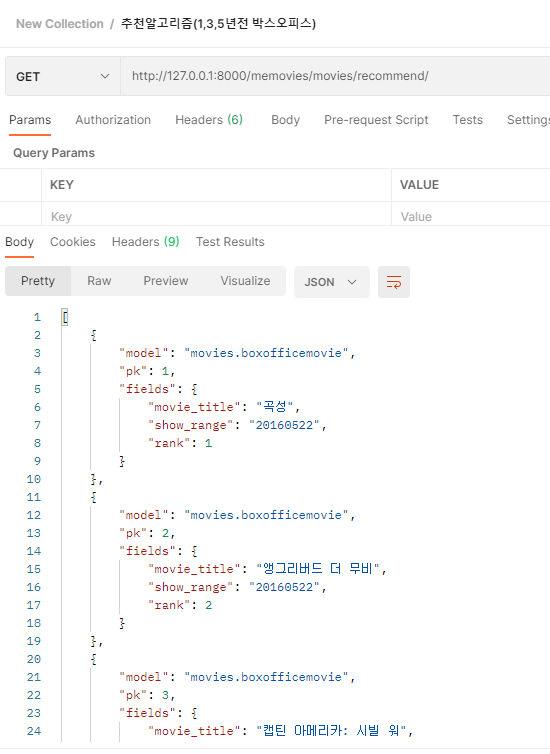 New Collection / 추천알고리즘(1,3,5년전 박스오피스)
GET http://127.0.0.1:8000/memovies/movies/recommend/
Params Authorization Headers (6) Body Pre-request Script Tests Settings
Query Params
KEY VALUE
Key Value
Body Cookies Headers (9) Test Results
Pretty Raw Preview Visualize JSON
1 [
2 {
3 "model": "movies.boxofficemovie",
4 "pk": 1,
5 "fields": {
6 "movie_title": "곡성",
7 "show_range": "20160522",
8 "rank": 1
9 }
10 },
11 {
12 "model": "movies.boxofficemovie",
13 "pk": 2,
14 "fields": {
15 "movie_title": "앵그리버드 더 무비",
16 "show_range": "20160522",
17 "rank": 2
18 }
19 },
20 {
21 "model": "movies.boxofficemovie",
22 "pk": 3,
23 "fields": {
24 "movie_title": "캡틴 아메리카: 시빌 워",